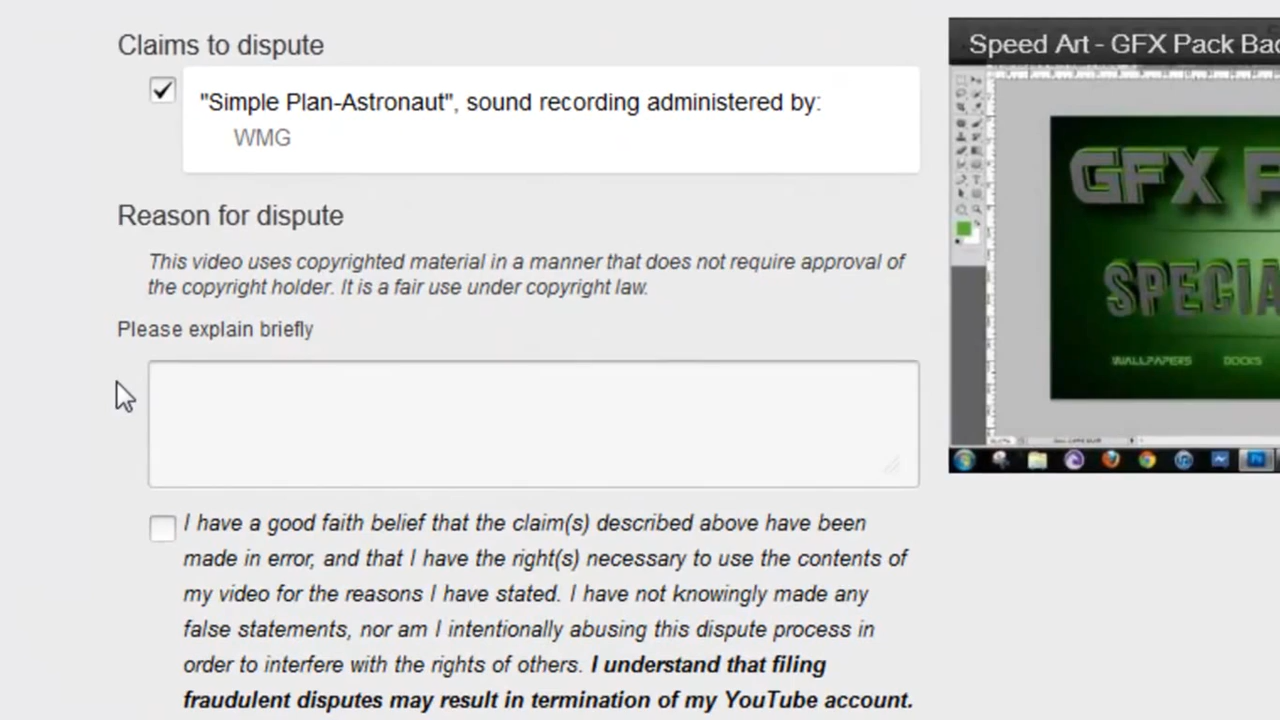 Claims to dispute
"Simple Plan-Astronaut", sound recording administered by:
WMG
Reason for dispute
This video uses copyrighted material in a manner that does not require approval of
the copyright holder. It is a fair use under copyright law.
Please explain briefly
I have a good faith belief that the claim(s) described above have been
made in error, and that I have the right(s) necessary to use the contents of
my video for the reasons I have stated. I have not knowingly made any
false statements, nor am I intentionally abusing this dispute process in
order to interfere with the rights of others. I understand that filing
fraudulent disputes may result in termination of my YouTube account.
Speed Art - GFX Pack Bac
GFX P
SPECIA
WALLPAPERS DOCKS